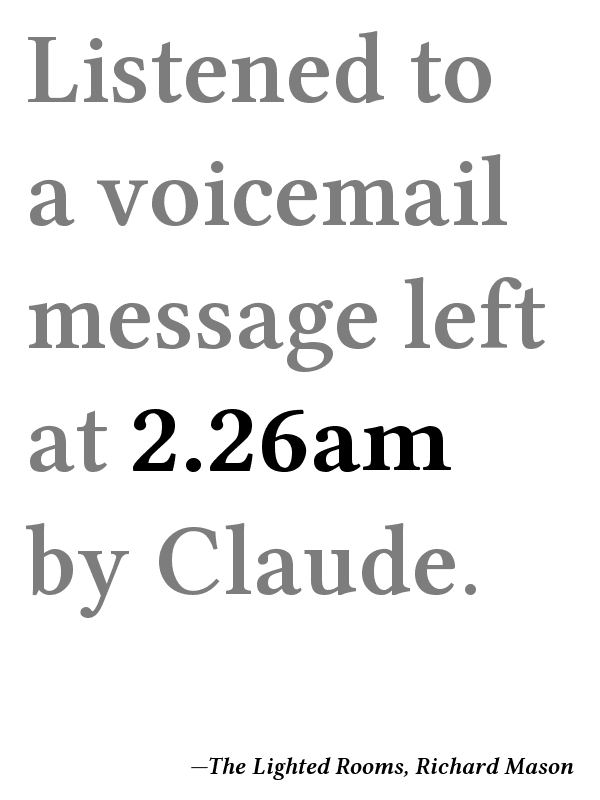 Listened to
a voicemail
message left
at 2.26am
by Claude.
—The Lighted Rooms, Richard Mason